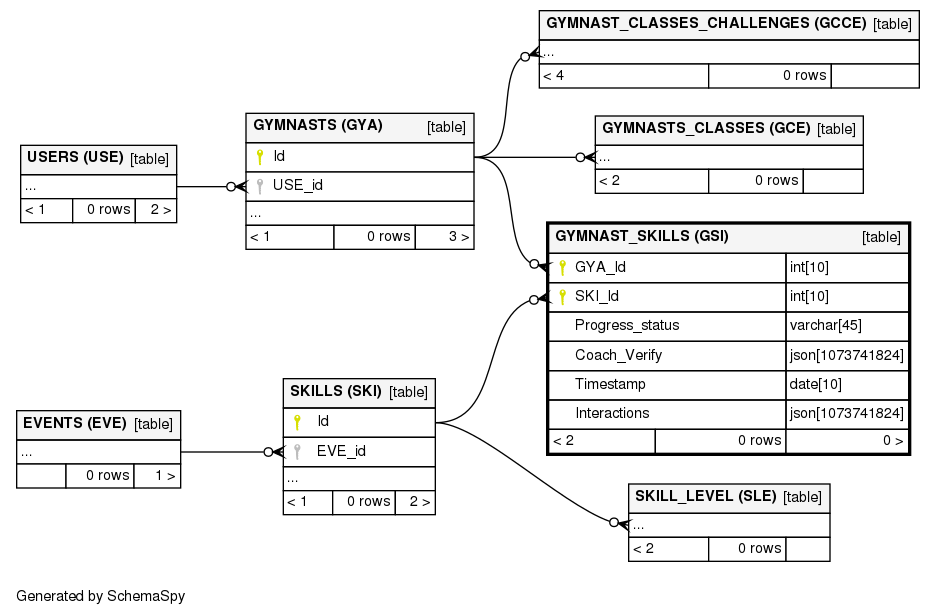 GYMNAST_CLASSES_CHALLENGES (GCCE) [table]
...
< 4 0 rows
GYMNASTS (GYA) [table]
Id
USE_id
...
< 1 0 rows 3 >
GYMNASTS_CLASSES (GCE) [table]
...
< 2 0 rows
USERS (USE) [table]
...
< 1 0 rows 2 >
GYMNAST_SKILLS (GSI) [table]
GYA_Id int[10]
SKI_Id int[10]
Progress_status varchar[45]
Coach_Verify json[1073741824]
Timestamp date[10]
Interactions json[1073741824]
< 2 0 rows 0 >
SKILLS (SKI) [table]
Id
EVE_id
...
< 1 0 rows 2 >
EVENTS (EVE) [table]
...
0 rows 1 >
SKILL_LEVEL (SLE) [table]
...
< 2 0 rows
Generated by SchemaSpy